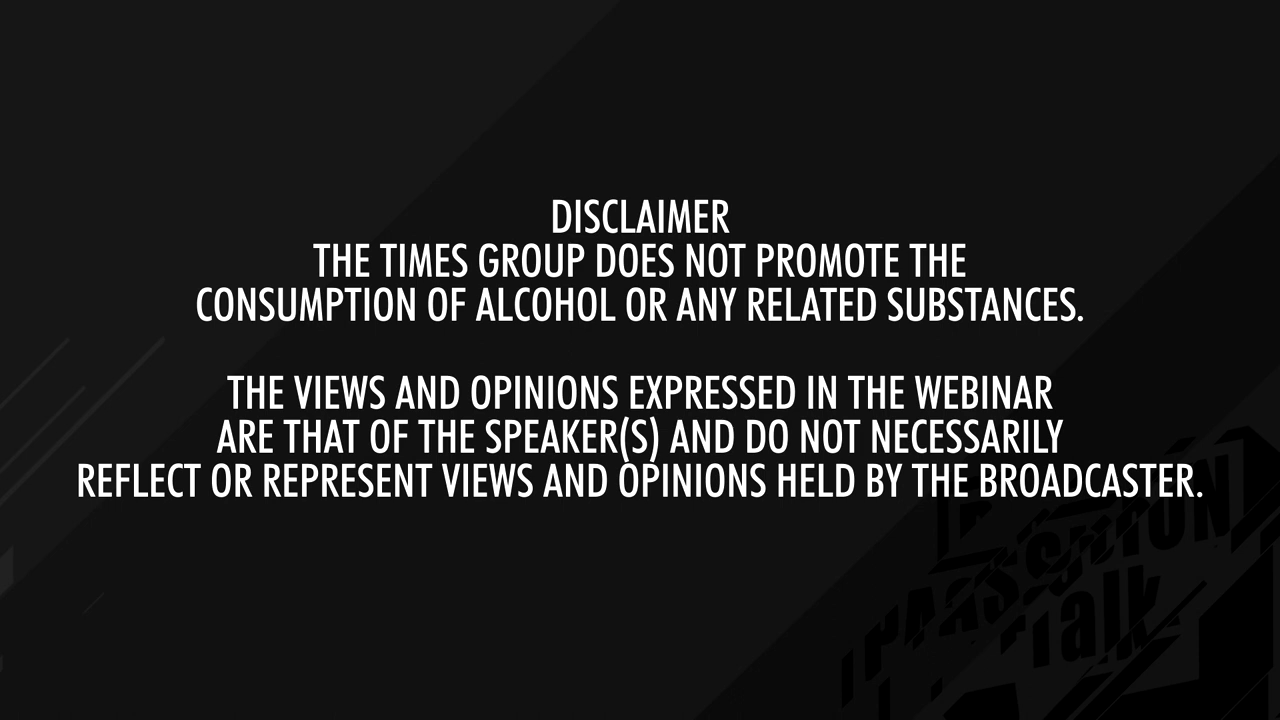 DISCLAIMER
THE TIMES GROUP DOES NOT PROMOTE THE
CONSUMPTION OF ALCOHOL OR ANY RELATED SUBSTANCES.
THE VIEWS AND OPINIONS EXPRESSED IN THE WEBINAR
ARE THAT OF THE SPEAKER(S) AND DO NOT NECESSARILY
REFLECT OR REPRESENT VIEWS AND OPINIONS HELD BY THE BROADCASTER.
Talk